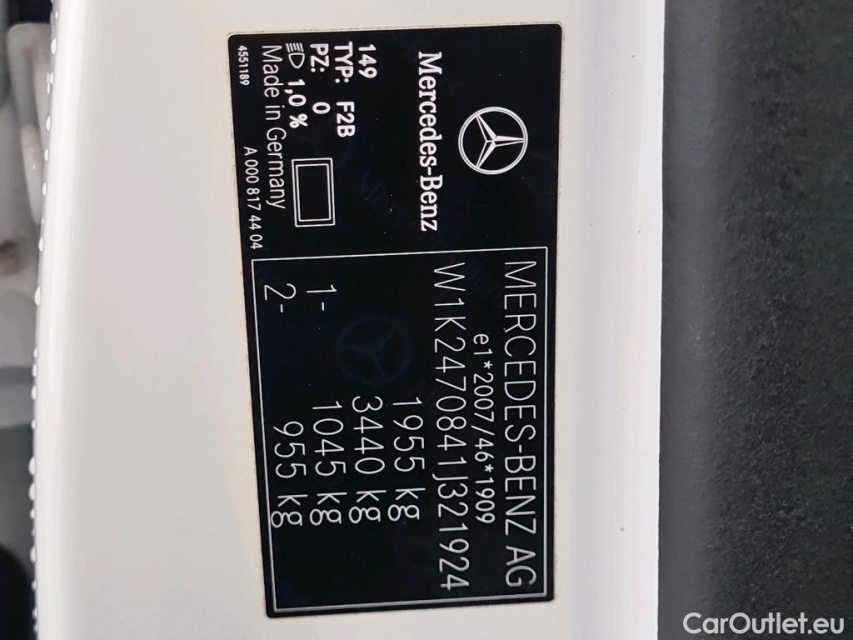 Mercedes-Benz
149
TYP: F2B
PZ: 0
1,0 %
Made in Germany
4551189
A 000 817 44 04
MERCEDES-BENZ AG
e1*2007/46*1909
W1K2470841J321924
1955 kg
3440 kg
1- 1045 kg
2- 955 kg
CarOutlet.eu